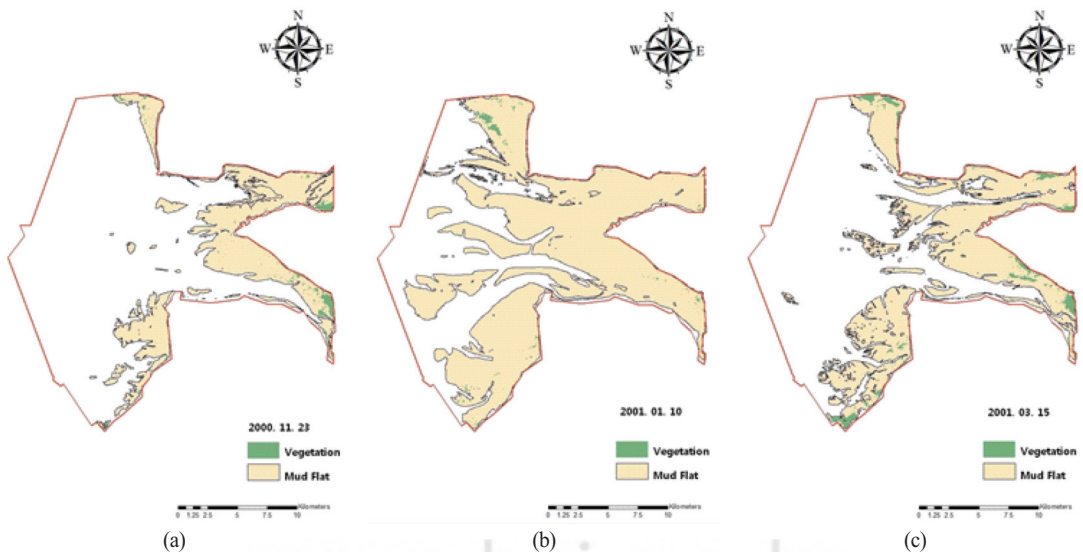 N
W E
S
2000. 11. 23
Vegetation
Mud Flat
Kilometers
0 1.25 2.5 5 7.5 10
(a)
N
W E
S
2001. 01. 10
Vegetation
Mud Flat
Kilometers
0 1.25 2.5 5 7.5 10
(b)
N
W E
S
2001. 03. 15
Vegetation
Mud Flat
Kilometers
0 1.25 2.5 5 7.5 10
(c)